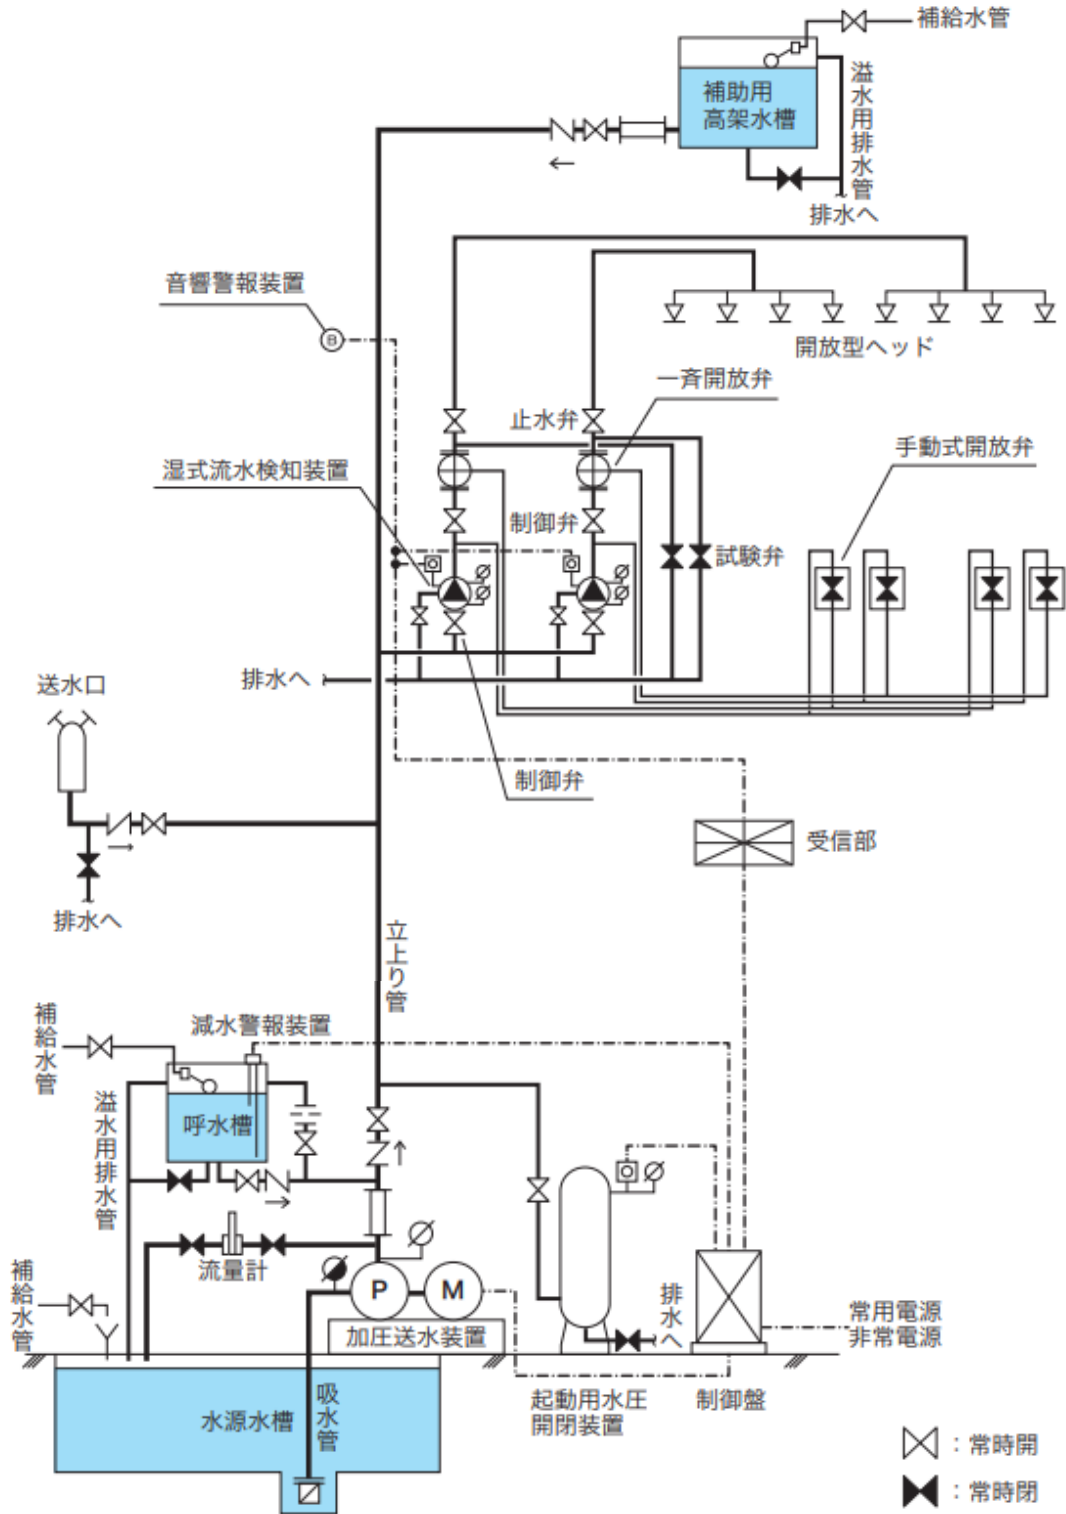 補給水管
補助用
高架水槽
溢水用排水管
排水へ
音響警報装置
B
開放型ヘッド
一斉開放弁
止水弁
手動式開放弁
湿式流水検知装置
制御弁
試験弁
排水へ
送水口
制御弁
受信部
排水へ
立上り管
補給水管
減水警報装置
呼水槽
溢水用排水管
流量計
補給水管
P
M
加圧送水装置
排水へ
常用電源
非常電源
水源水槽
吸水管
起動用水圧
開閉装置
制御盤
：常時開
：常時閉